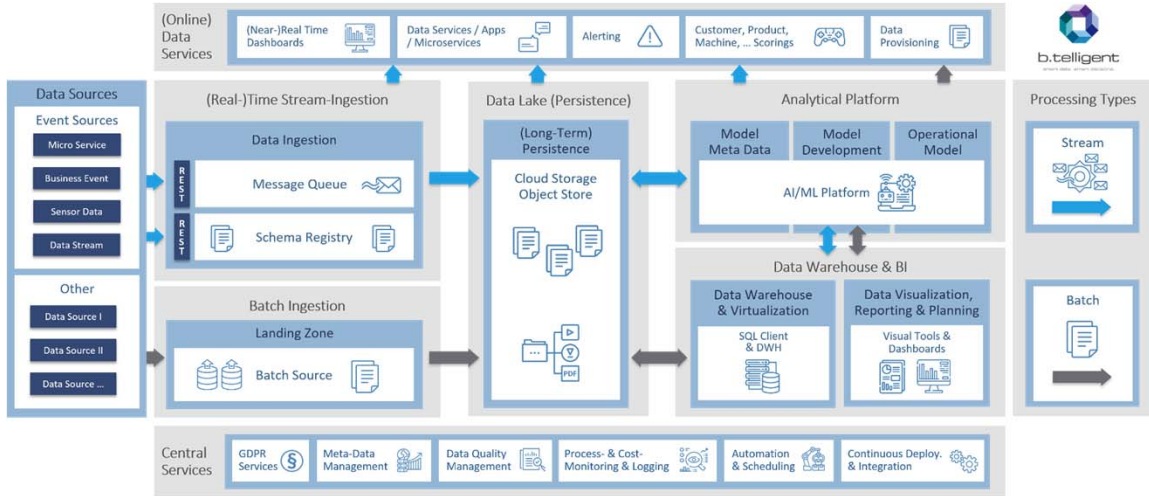 (Online)
Data
Services
(Near-)Real Time
Dashboards
Data Services / Apps
/ Microservices
Alerting
Customer, Product,
Machine, ... Scorings
Data
Provisioning
b.telligent
Data Sources
Event Sources
Micro Service
Business Event
Sensor Data
Data Stream
Other
Data Source I
Data Source II
Data Source ...
(Real-)Time Stream-Ingestion
Data Ingestion
REST
Message Queue
REST
Schema Registry
Batch Ingestion
Landing Zone
Batch Source
Data Lake (Persistence)
(Long-Term)
Persistence
Cloud Storage
Object Store
PDF
Analytical Platform
Model
Meta Data
Model
Development
Operational
Model
AI/ML Platform
Data Warehouse & BI
Data Warehouse
& Virtualization
SQL Client
& DWH
Data Visualization,
Reporting & Planning
Visual Tools &
Dashboards
Processing Types
Stream
Batch
Central
Services
GDPR
Services
§
Meta-Data
Management
Data Quality
Management
Process- & Cost-
Monitoring & Logging
Automation
& Scheduling
Continuous Deploy.
& Integration